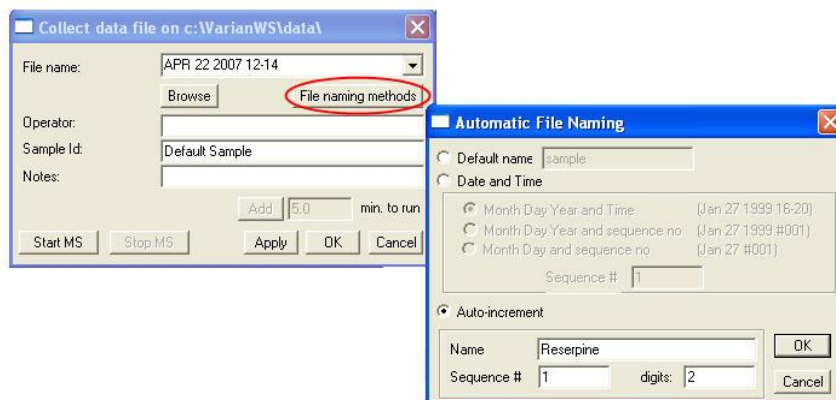 Collect data file on c:\VarianWS\data\
File name:
APR 22 2007 12-14
Browse
File naming methods
Operator:
Sample Id:
Default Sample
Notes:
Add
5.0
min. to run
Start MS
Stop MS
Apply
OK
Cancel
Automatic File Naming
Default name
sample
Date and Time
Month Day Year and Time
(Jan 27 1999 16-20)
Month Day Year and sequence no
(Jan 27 1999 #001)
Month Day and sequence no
(Jan 27 #001)
Sequence #
1
Auto-increment
Name
Reserpine
OK
Sequence #
1
digits:
2
Cancel